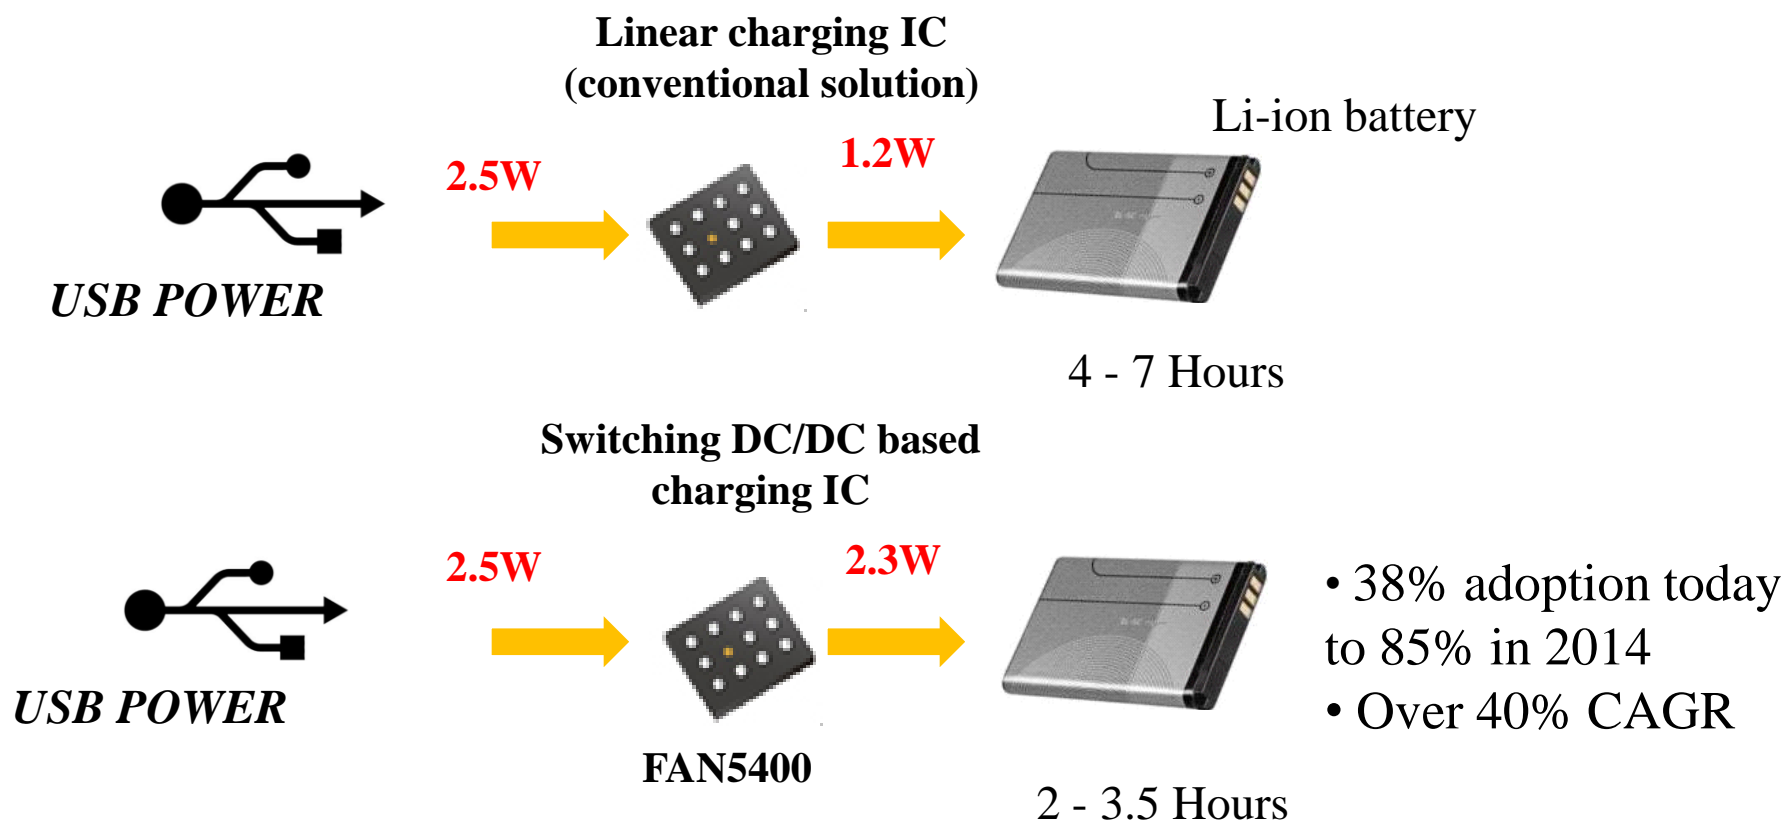 Linear charging IC
(conventional solution)
Li-ion battery
2.5W
1.2W
USB POWER
4 - 7 Hours
Switching DC/DC based
charging IC
2.5W
2.3W
• 38% adoption today
to 85% in 2014
• Over 40% CAGR
USB POWER
FAN5400
2 - 3.5 Hours